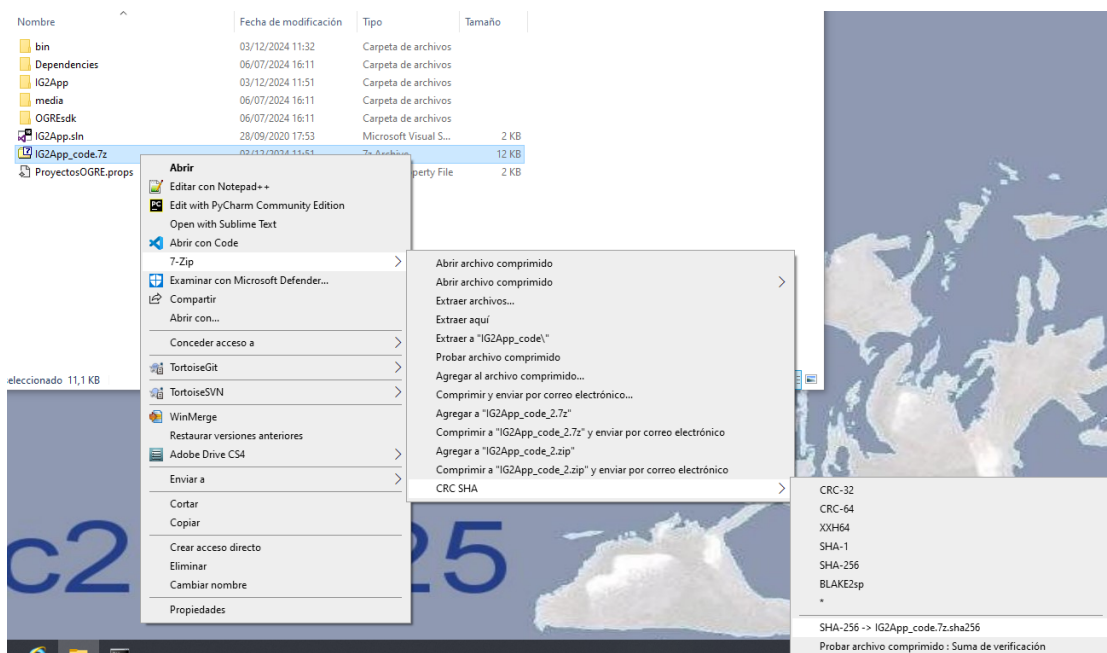 Nombre Fecha de modificación Tipo Tamaño
bin 03/12/2024 11:32 Carpeta de archivos
Dependencies 06/07/2024 16:11 Carpeta de archivos
IG2App 03/12/2024 11:51 Carpeta de archivos
media 06/07/2024 16:11 Carpeta de archivos
OGREsdk 06/07/2024 16:11 Carpeta de archivos
IG2App.sln 28/09/2020 17:53 Microsoft Visual S... 2 KB
IG2App_code.7z 03/12/2024 11:51 7z Archive 12 KB
ProyectosOGRE.props perty File 2 KB
Abrir
Editar con Notepad++
Edit with PyCharm Community Edition
Open with Sublime Text
Abrir con Code
7-Zip
Examinar con Microsoft Defender...
Compartir
Abrir con...
Conceder acceso a
TortoiseGit
TortoiseSVN
WinMerge
Restaurar versiones anteriores
Adobe Drive CS4
Enviar a
Cortar
Copiar
Crear acceso directo
Eliminar
Cambiar nombre
Propiedades
Abrir archivo comprimido
Abrir archivo comprimido
Extraer archivos...
Extraer aquí
Extraer a "IG2App_code\"
Probar archivo comprimido
Agregar al archivo comprimido...
Comprimir y enviar por correo electrónico...
Agregar a "IG2App_code_2.7z"
Comprimir a "IG2App_code_2.7z" y enviar por correo electrónico
Agregar a "IG2App_code_2.zip"
Comprimir a "IG2App_code_2.zip" y enviar por correo electrónico
CRC SHA
CRC-32
CRC-64
XXH64
SHA-1
SHA-256
BLAKE2sp
*
SHA-256 -> IG2App_code.7z.sha256
Probar archivo comprimido : Suma de verificación
seleccionado 11,1 KB
c2 25